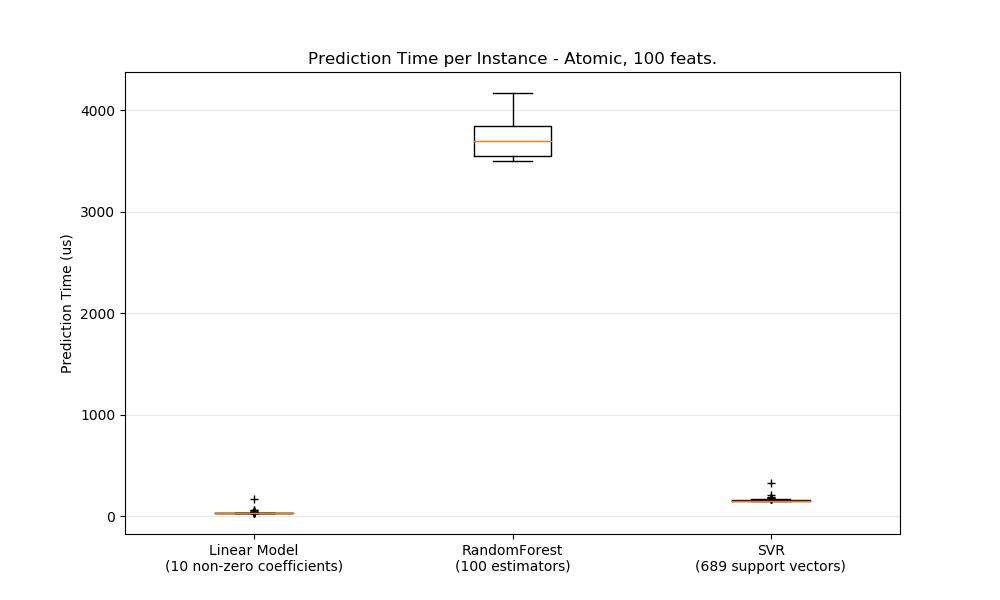 Prediction Time per Instance - Atomic, 100 feats.
Prediction Time (us)
4000
3000
2000
1000
0
Linear Model
(10 non-zero coefficients)
RandomForest
(100 estimators)
SVR
(689 support vectors)